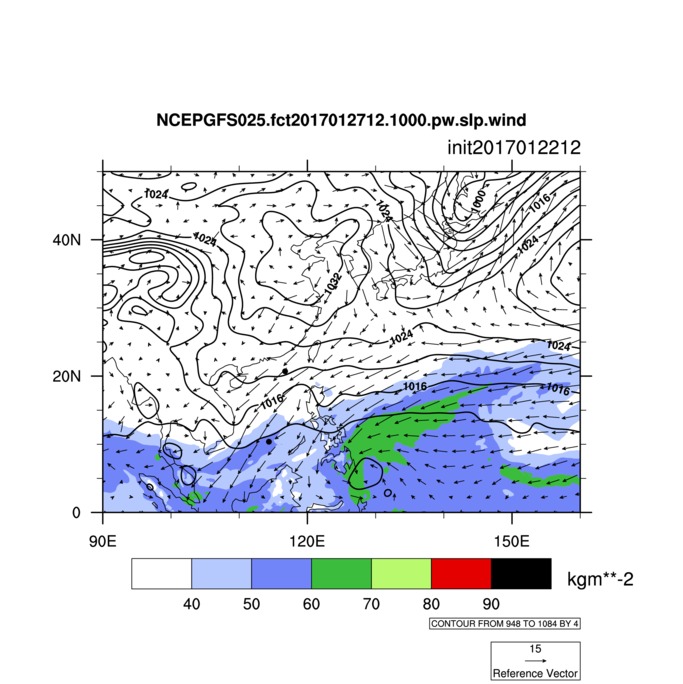 NCEPGFS025.fct2017012712.1000.pw.slp.wind
init2017012212
1024
1000
1016
1024
1024
1024
40N
1032
1024
1024
20N
1016
1016
1016
0
90E
120E
150E
kgm**-2
40
50
60
70
80
90
CONTOUR FROM 948 TO 1084 BY 4
15
Reference Vector